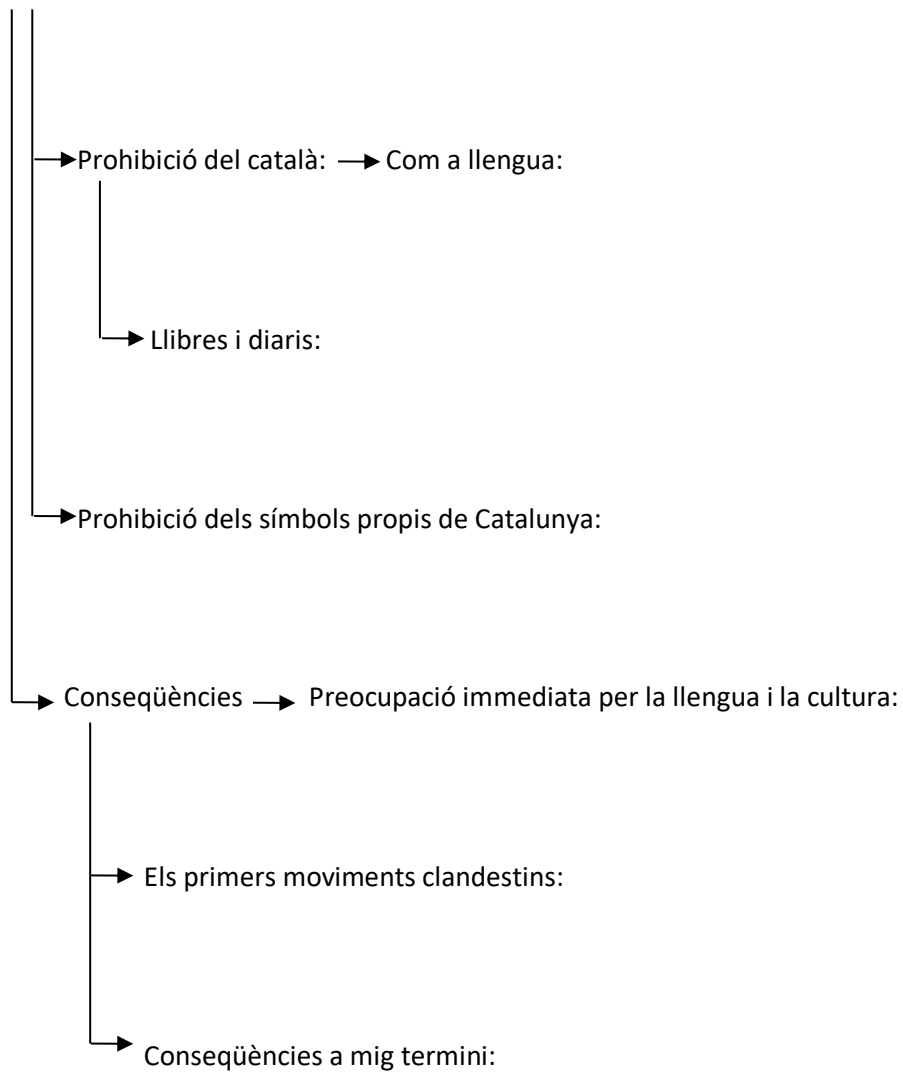 Prohibició del català: Com a llengua:
Llibres i diaris:
Prohibició dels símbols propis de Catalunya:
Conseqüències Preocupació immediata per la llengua i la cultura:
Els primers moviments clandestins:
Conseqüències a mig termini: